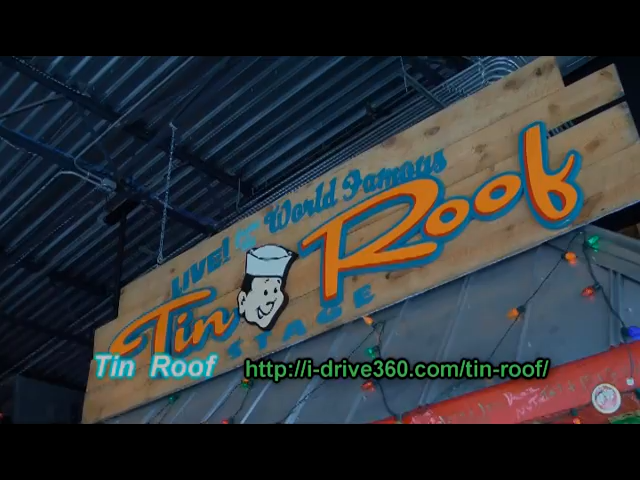 LIVE!
World Famous
Tin Roof
STAGE
Tin Roof http://i-drive360.com/tin-roof/